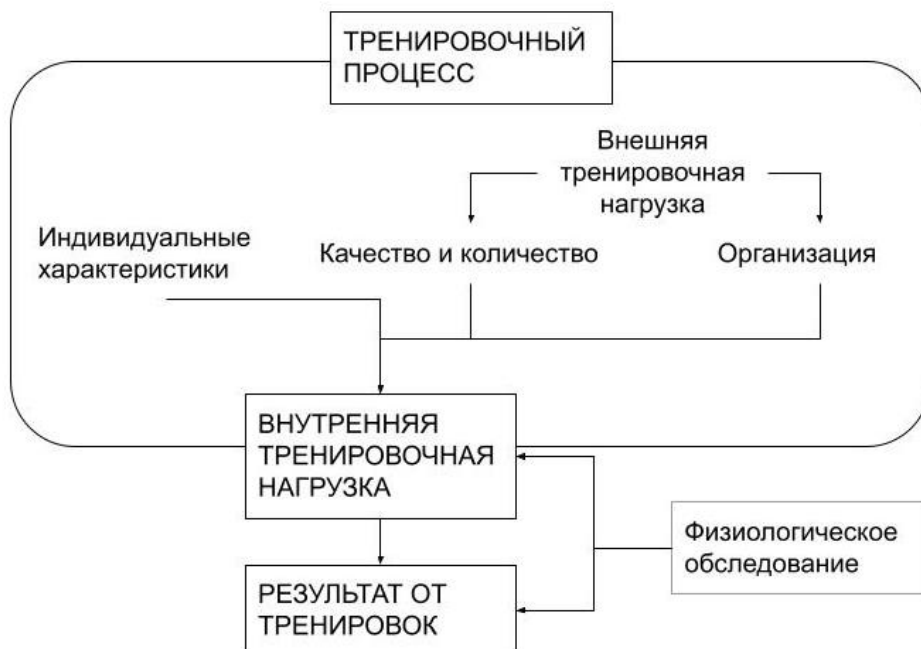 ТРЕНИРОВОЧНЫЙ
ПРОЦЕСС
Внешняя
тренировочная
нагрузка
Индивидуальные
характеристики
Качество и количество
Организация
ВНУТРЕННЯЯ
ТРЕНИРОВОЧНАЯ
НАГРУЗКА
Физиологическое
обследование
РЕЗУЛЬТАТ ОТ
ТРЕНИРОВОК